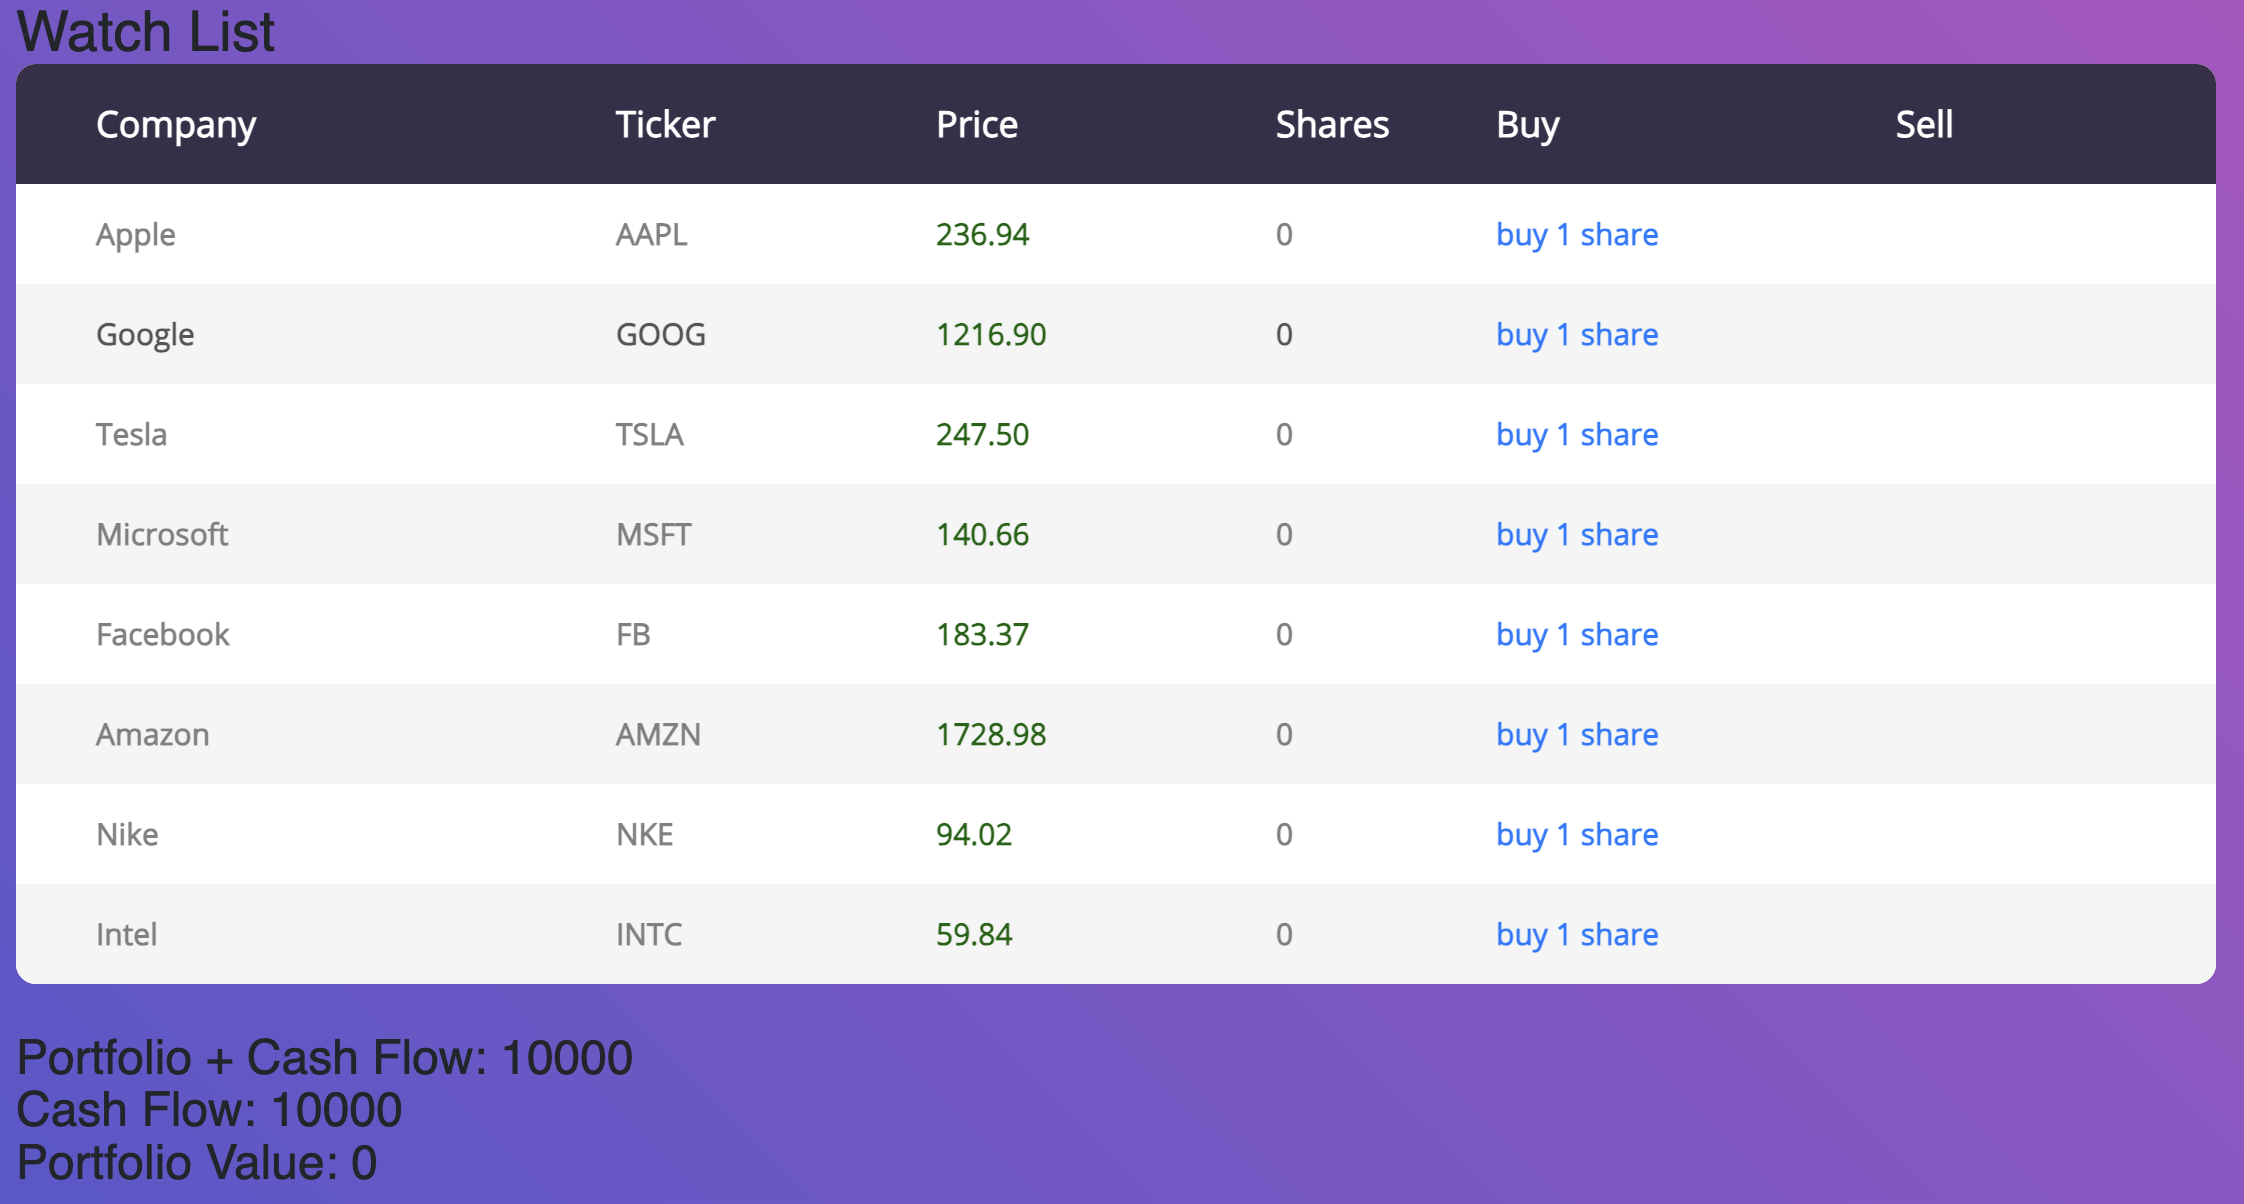 Watch List
Company Ticker Price Shares Buy Sell
Apple AAPL 236.94 0 buy 1 share
Google GOOG 1216.90 0 buy 1 share
Tesla TSLA 247.50 0 buy 1 share
Microsoft MSFT 140.66 0 buy 1 share
Facebook FB 183.37 0 buy 1 share
Amazon AMZN 1728.98 0 buy 1 share
Nike NKE 94.02 0 buy 1 share
Intel INTC 59.84 0 buy 1 share
Portfolio + Cash Flow: 10000
Cash Flow: 10000
Portfolio Value: 0